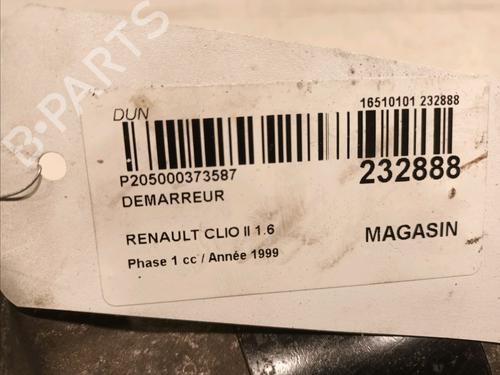 B-PARTS
DUN
16510101 232888
P205000373587
232888
DEMARREUR
RENAULT CLIO II 1.6
MAGASIN
Phase 1 cc / Année 1999